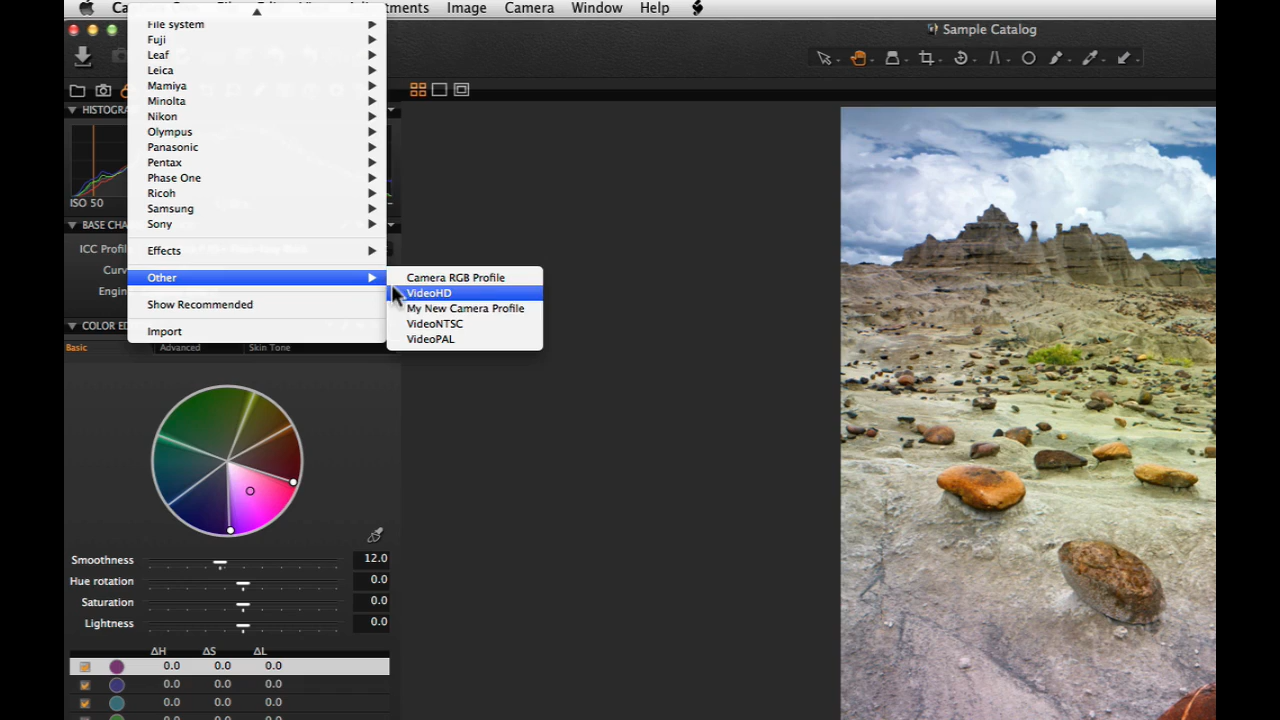 Adjustments Image Camera Window Help
Sample Catalog
File system
Fuji
Leaf
Leica
Mamiya
Minolta
Nikon
Olympus
Panasonic
Pentax
Phase One
Ricoh
Samsung
Sony
Effects
Other
Show Recommended
Import
Camera RGB Profile
VideoHD
My New Camera Profile
VideoNTSC
VideoPAL
HISTOGRA
ISO 50
BASE CHA
ICC Profil
Curv
Engin
COLOR ED
Basic Advanced Skin Tone
Smoothness 12.0
Hue rotation 0.0
Saturation 0.0
Lightness 0.0
ΔH ΔS ΔL
0.0 0.0 0.0
0.0 0.0 0.0
0.0 0.0 0.0